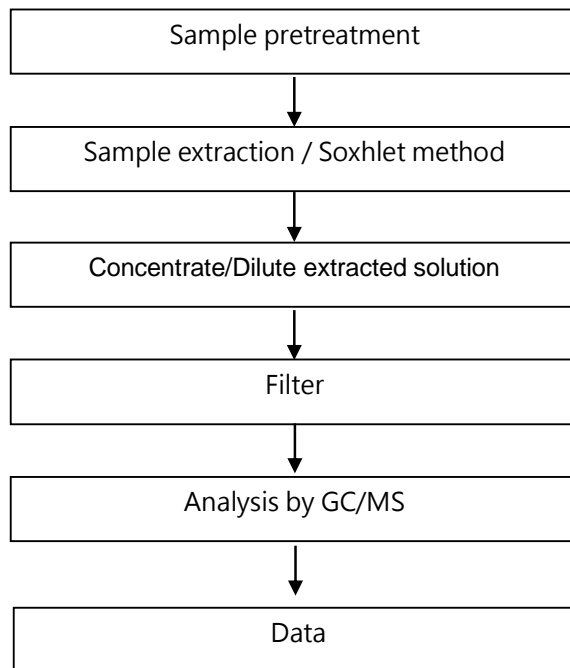 Sample pretreatment
Sample extraction / Soxhlet method
Concentrate/Dilute extracted solution
Filter
Analysis by GC/MS
Data